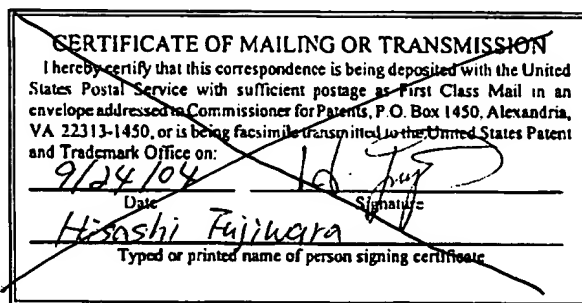 CERTIFICATE OF MAILING OR TRANSMISSION
I hereby certify that this correspondence is being deposited with the United
States Postal Service with sufficient postage as First Class Mail in an
envelope addressed to Commissioner for Patents, P.O. Box 1450, Alexandria,
VA 22313-1450, or is being facsimile transmitted to the United States Patent
and Trademark Office on:
9/24/04
Date Signature
Hisashi Fujiwara
Typed or printed name of person signing certificate